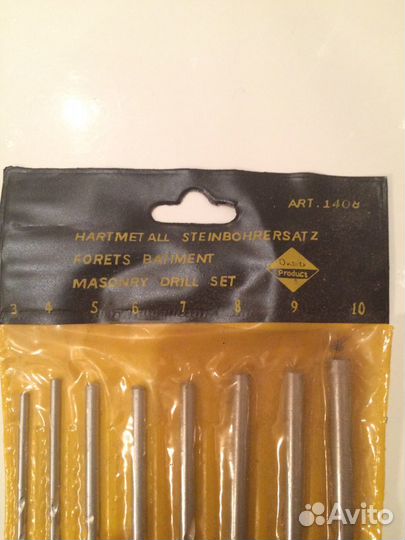 ART. 1408
HARTMETALL STEINBOHRERSATZ
FORETS BATIMENT
MASONRY DRILL SET
Product
3 4 5 6 7 8 9 10
Avito